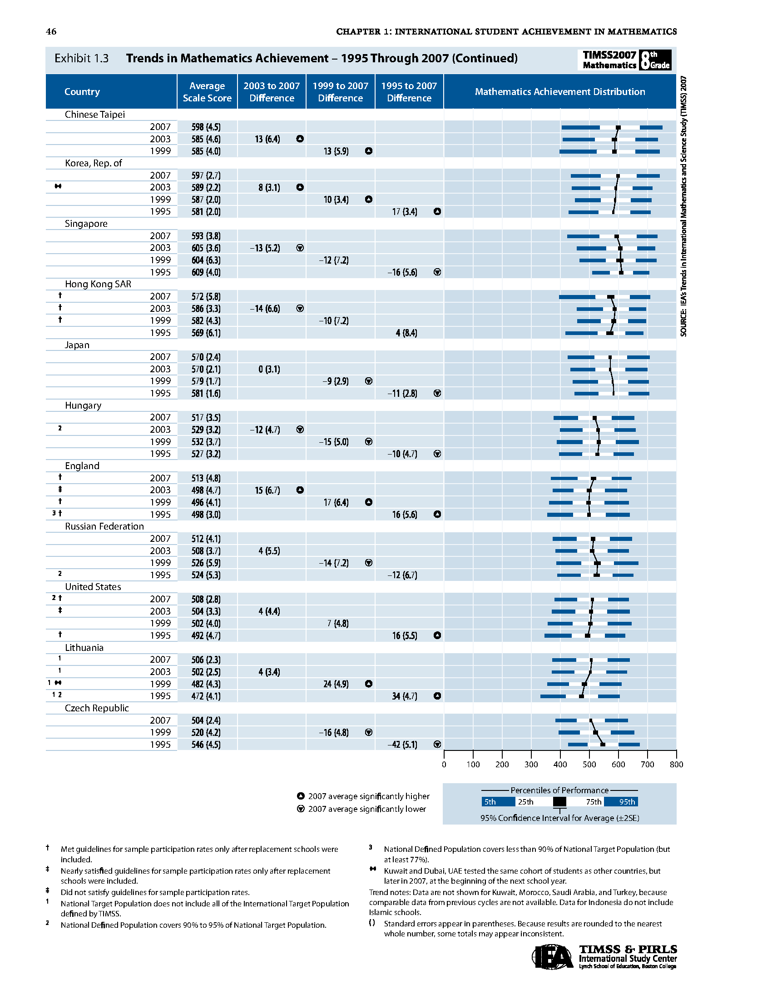 46
CHAPTER 1: INTERNATIONAL STUDENT ACHIEVEMENT IN MATHEMATICS
Exhibit 1.3 Trends in Mathematics Achievement – 1995 Through 2007 (Continued)
TIMSS2007 8th
Mathematics Grade
Country Average Scale Score 2003 to 2007 Difference 1999 to 2007 Difference 1995 to 2007 Difference Mathematics Achievement Distribution
Chinese Taipei
2007 598 (4.5)
2003 585 (4.6) 13 (6.4)
1999 585 (4.0) 13 (5.9)
Korea, Rep. of
2007 597 (2.7)
2003 589 (2.2) 8 (3.1)
1999 587 (2.0) 10 (3.4)
1995 581 (2.0) 17 (3.4)
Singapore
2007 593 (3.8)
2003 605 (3.6) –13 (5.2)
1999 604 (6.3) –12 (7.2)
1995 609 (4.0) –16 (5.6)
Hong Kong SAR
† 2007 572 (5.8)
† 2003 586 (3.3) –14 (6.6)
† 1999 582 (4.3) –10 (7.2)
1995 569 (6.1) 4 (8.4)
Japan
2007 570 (2.4)
2003 570 (2.1) 0 (3.1)
1999 579 (1.7) –9 (2.9)
1995 581 (1.6) –11 (2.8)
Hungary
2007 517 (3.5)
2 2003 529 (3.2) –12 (4.7)
1999 532 (3.7) –15 (5.0)
1995 527 (3.2) –10 (4.7)
England
† 2007 513 (4.8)
‡ 2003 498 (4.7) 15 (6.7)
† 1999 496 (4.1) 17 (6.4)
3 † 1995 498 (3.0) 16 (5.6)
Russian Federation
2007 512 (4.1)
2003 508 (3.7) 4 (5.5)
1999 526 (5.9) –14 (7.2)
2 1995 524 (5.3) –12 (6.7)
United States
2 † 2007 508 (2.8)
‡ 2003 504 (3.3) 4 (4.4)
1999 502 (4.0) 7 (4.8)
† 1995 492 (4.7) 16 (5.5)
Lithuania
1 2007 506 (2.3)
1 2003 502 (2.5) 4 (3.4)
1 1999 482 (4.3) 24 (4.9)
1 2 1995 472 (4.1) 34 (4.7)
Czech Republic
2007 504 (2.4)
1999 520 (4.2) –16 (4.8)
1995 546 (4.5) –42 (5.1)
0 100 200 300 400 500 600 700 800
2007 average significantly higher
2007 average significantly lower
Percentiles of Performance
5th 25th 75th 95th
95% Confidence Interval for Average (±2SE)
† Met guidelines for sample participation rates only after replacement schools were
included.
‡ Nearly satisfied guidelines for sample participation rates only after replacement
schools were included.
Did not satisfy guidelines for sample participation rates.
1 National Target Population does not include all of the International Target Population
defined by TIMSS.
2 National Defined Population covers 90% to 95% of National Target Population.
3 National Defined Population covers less than 90% of National Target Population (but
at least 77%).
Kuwait and Dubai, UAE tested the same cohort of students as other countries, but
later in 2007, at the beginning of the next school year.
Trend notes: Data are not shown for Kuwait, Morocco, Saudi Arabia, and Turkey, because
comparable data from previous cycles are not available. Data for Indonesia do not include
Islamic schools.
( ) Standard errors appear in parentheses. Because results are rounded to the nearest
whole number, some totals may appear inconsistent.
SOURCE: IEA's Trends in International Mathematics and Science Study (TIMSS) 2007
IEA
TIMSS & PIRLS
International Study Center
Lynch School of Education, Boston College